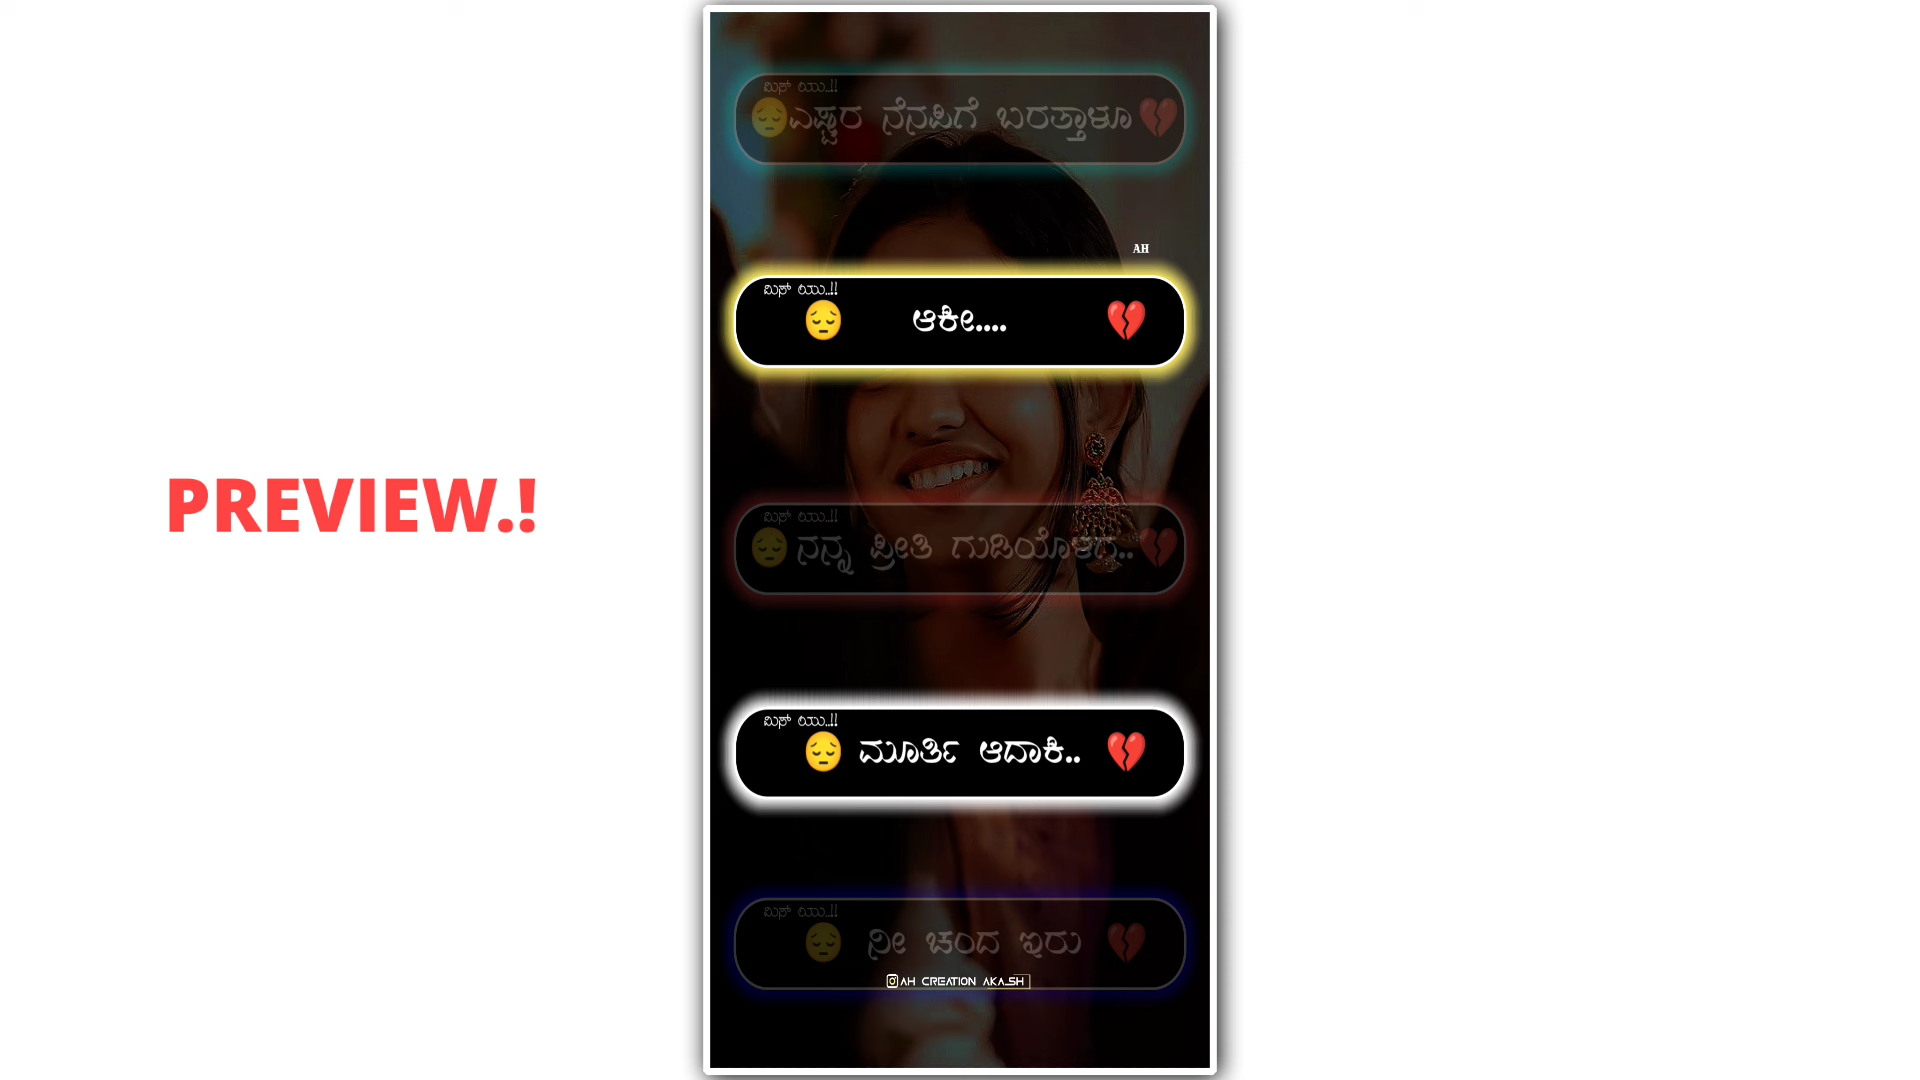 ಮಿಸ್ ಯು..!!
😔ಎಷ್ಟರ ನೆನಪಿಗೆ ಬರತ್ತಾಳೂ💔
AH
ಮಿಸ್ ಯು..!!
😔 ಆಕೀ.... 💔
PREVIEW.!
ಮಿಸ್ ಯು..!!
😔ನನ್ನ ಪ್ರೀತಿ ಗುಡಿಯೊಳಗ..💔
ಮಿಸ್ ಯು..!!
😔 ಮೂರ್ತಿ ಆದಾಕಿ.. 💔
ಮಿಸ್ ಯು..!!
😔 ನೀ ಚಂದ ಇರು 💔
AH CREATION AKASH